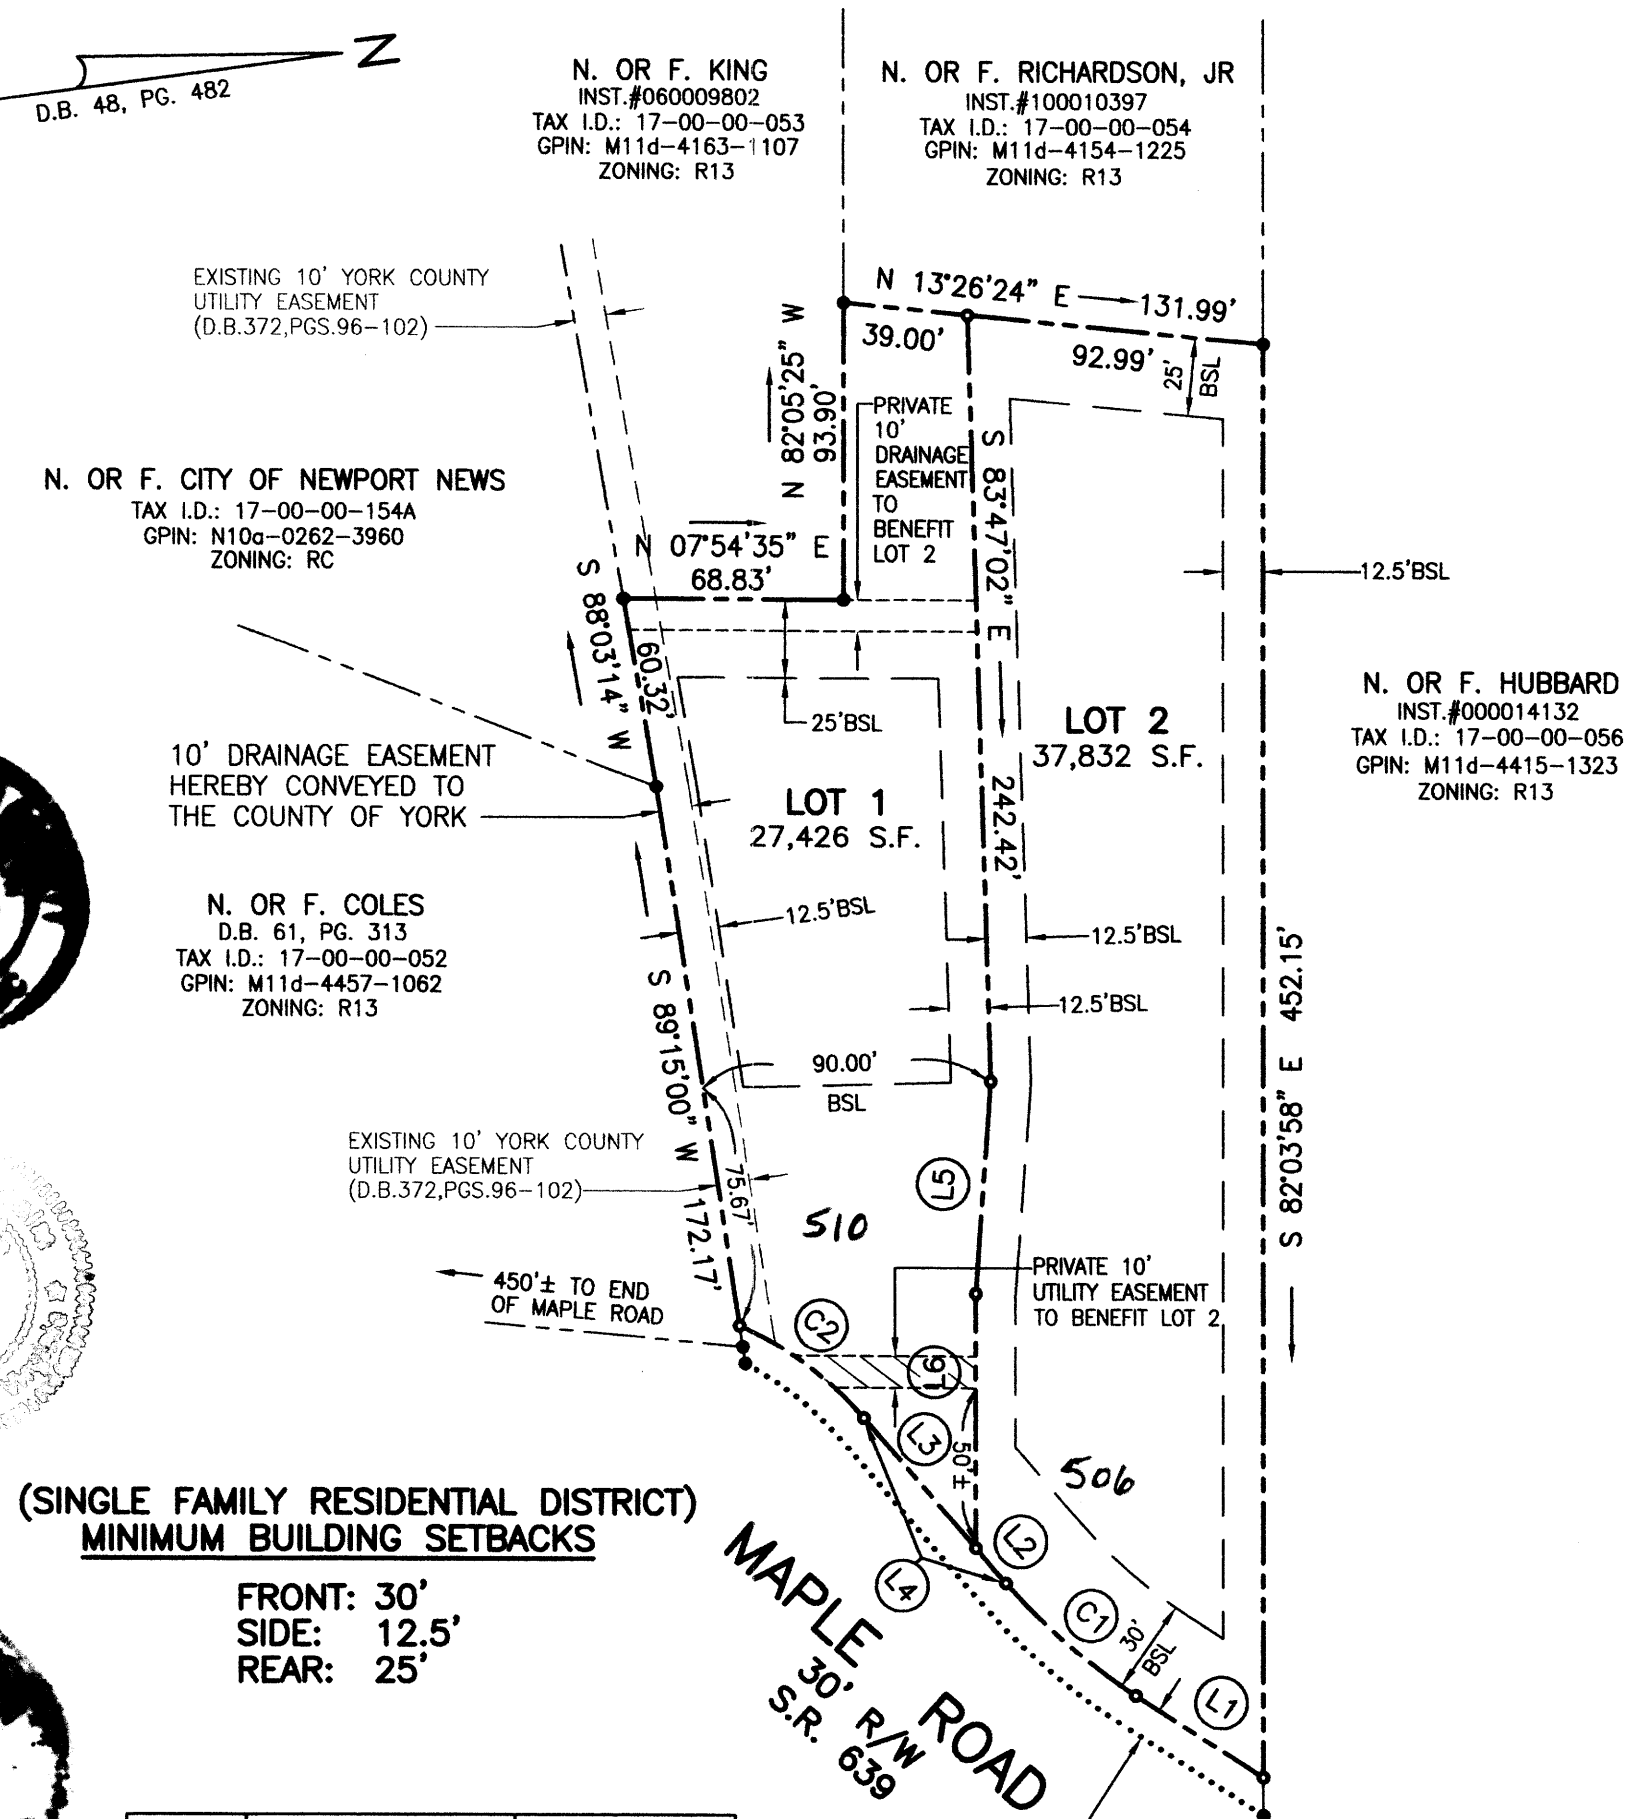 N
D.B. 48, PG. 482
N. OR F. KING
INST.#060009802
TAX I.D.: 17-00-00-053
GPIN: M11d-4163-1107
ZONING: R13
N. OR F. RICHARDSON, JR
INST.#100010397
TAX I.D.: 17-00-00-054
GPIN: M11d-4154-1225
ZONING: R13
EXISTING 10' YORK COUNTY
UTILITY EASEMENT
(D.B.372,PGS.96-102)
N 13°26'24" E 131.99'
39.00'
92.99'
25'
BSL
N 82°05'25" W
93.90'
PRIVATE
10'
DRAINAGE
EASEMENT
TO
BENEFIT
LOT 2
S 83°47'02" E
242.42'
N. OR F. CITY OF NEWPORT NEWS
TAX I.D.: 17-00-00-154A
GPIN: N10a-0262-3960
ZONING: RC
N 07°54'35" E
68.83'
12.5'BSL
S 88°03'14" W
60.32'
25'BSL
LOT 2
37,832 S.F.
N. OR F. HUBBARD
INST.#000014132
TAX I.D.: 17-00-00-056
GPIN: M11d-4415-1323
ZONING: R13
10' DRAINAGE EASEMENT
HEREBY CONVEYED TO
THE COUNTY OF YORK
LOT 1
27,426 S.F.
N. OR F. COLES
D.B. 61, PG. 313
TAX I.D.: 17-00-00-052
GPIN: M11d-4457-1062
ZONING: R13
12.5'BSL
12.5'BSL
12.5'BSL
S 82°03'58" E 452.15'
S 89°15'00" W 172.17'
90.00'
BSL
EXISTING 10' YORK COUNTY
UTILITY EASEMENT
(D.B.372,PGS.96-102)
75.67'
L5
510
PRIVATE 10'
UTILITY EASEMENT
TO BENEFIT LOT 2
450'± TO END
OF MAPLE ROAD
C2
L6
L3
50'±
506
(SINGLE FAMILY RESIDENTIAL DISTRICT)
MINIMUM BUILDING SETBACKS
FRONT: 30'
SIDE: 12.5'
REAR: 25'
L2
L4
C1
30'
BSL
L1
MAPLE ROAD
30' R/W
S.R. 639